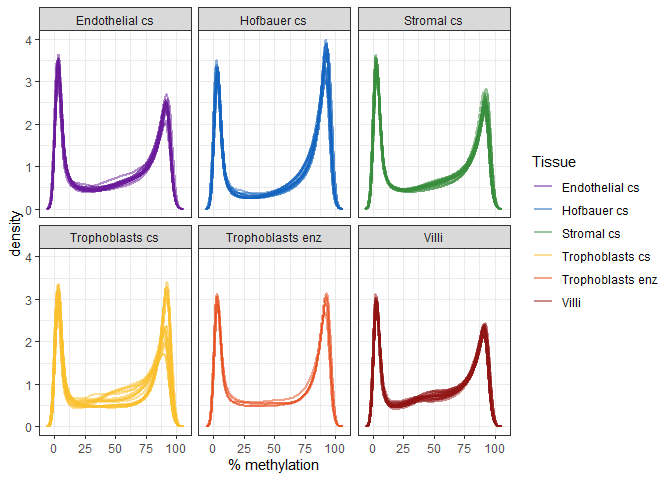 Endothelial cs
Hofbauer cs
Stromal cs
4
3
2
1
0
Trophoblasts cs
Trophoblasts enz
Villi
4
3
2
1
0
0 25 50 75 100
0 25 50 75 100
0 25 50 75 100
density
% methylation
Tissue
Endothelial cs
Hofbauer cs
Stromal cs
Trophoblasts cs
Trophoblasts enz
Villi